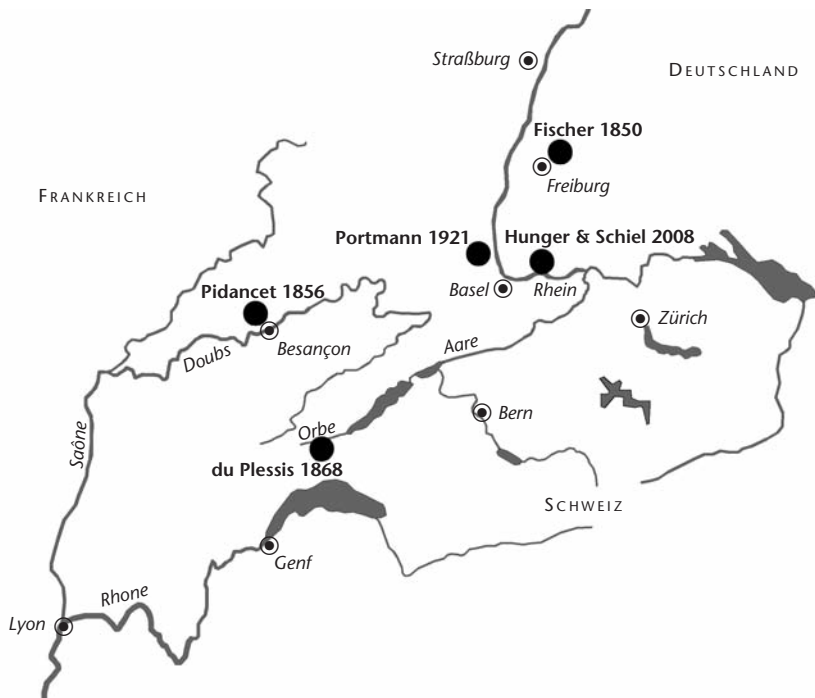 Straßburg
DEUTSCHLAND
Fischer 1850
FRANKREICH
Freiburg
Portmann 1921
Hunger & Schiel 2008
Pidancet 1856
Basel
Rhein
Zürich
Besançon
Doubs
Aare
Saône
Orbe
Bern
du Plessis 1868
SCHWEIZ
Genf
Rhone
Lyon